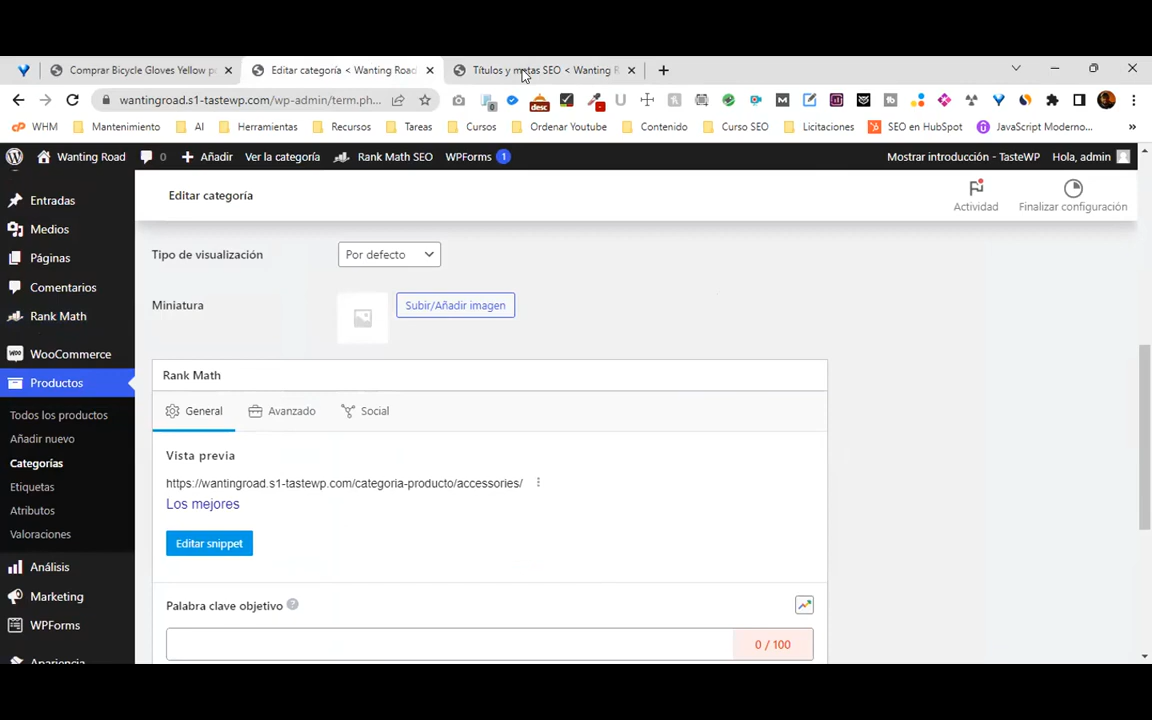 Comprar Bicycle Gloves Yellow po
Editar categoría < Wanting Road
Títulos y metas SEO < Wanting R
wantingroad.s1-tastewp.com/wp-admin/term.ph...
WHM
Mantenimiento
AI
Herramientas
Recursos
Tareas
Cursos
Ordenar Youtube
Contenido
Curso SEO
Licitaciones
SEO en HubSpot
JavaScript Moderno...
Wanting Road
0
Añadir
Ver la categoría
Rank Math SEO
WPForms 1
Mostrar introducción - TasteWP
Hola, admin
Entradas
Medios
Páginas
Comentarios
Rank Math
WooCommerce
Productos
Todos los productos
Añadir nuevo
Categorías
Etiquetas
Atributos
Valoraciones
Análisis
Marketing
WPForms
Apariencia
Editar categoría
Actividad
Finalizar configuración
Tipo de visualización
Por defecto
Miniatura
Subir/Añadir imagen
Rank Math
General
Avanzado
Social
Vista previa
https://wantingroad.s1-tastewp.com/categoria-producto/accessories/
Los mejores
Editar snippet
Palabra clave objetivo
0 / 100